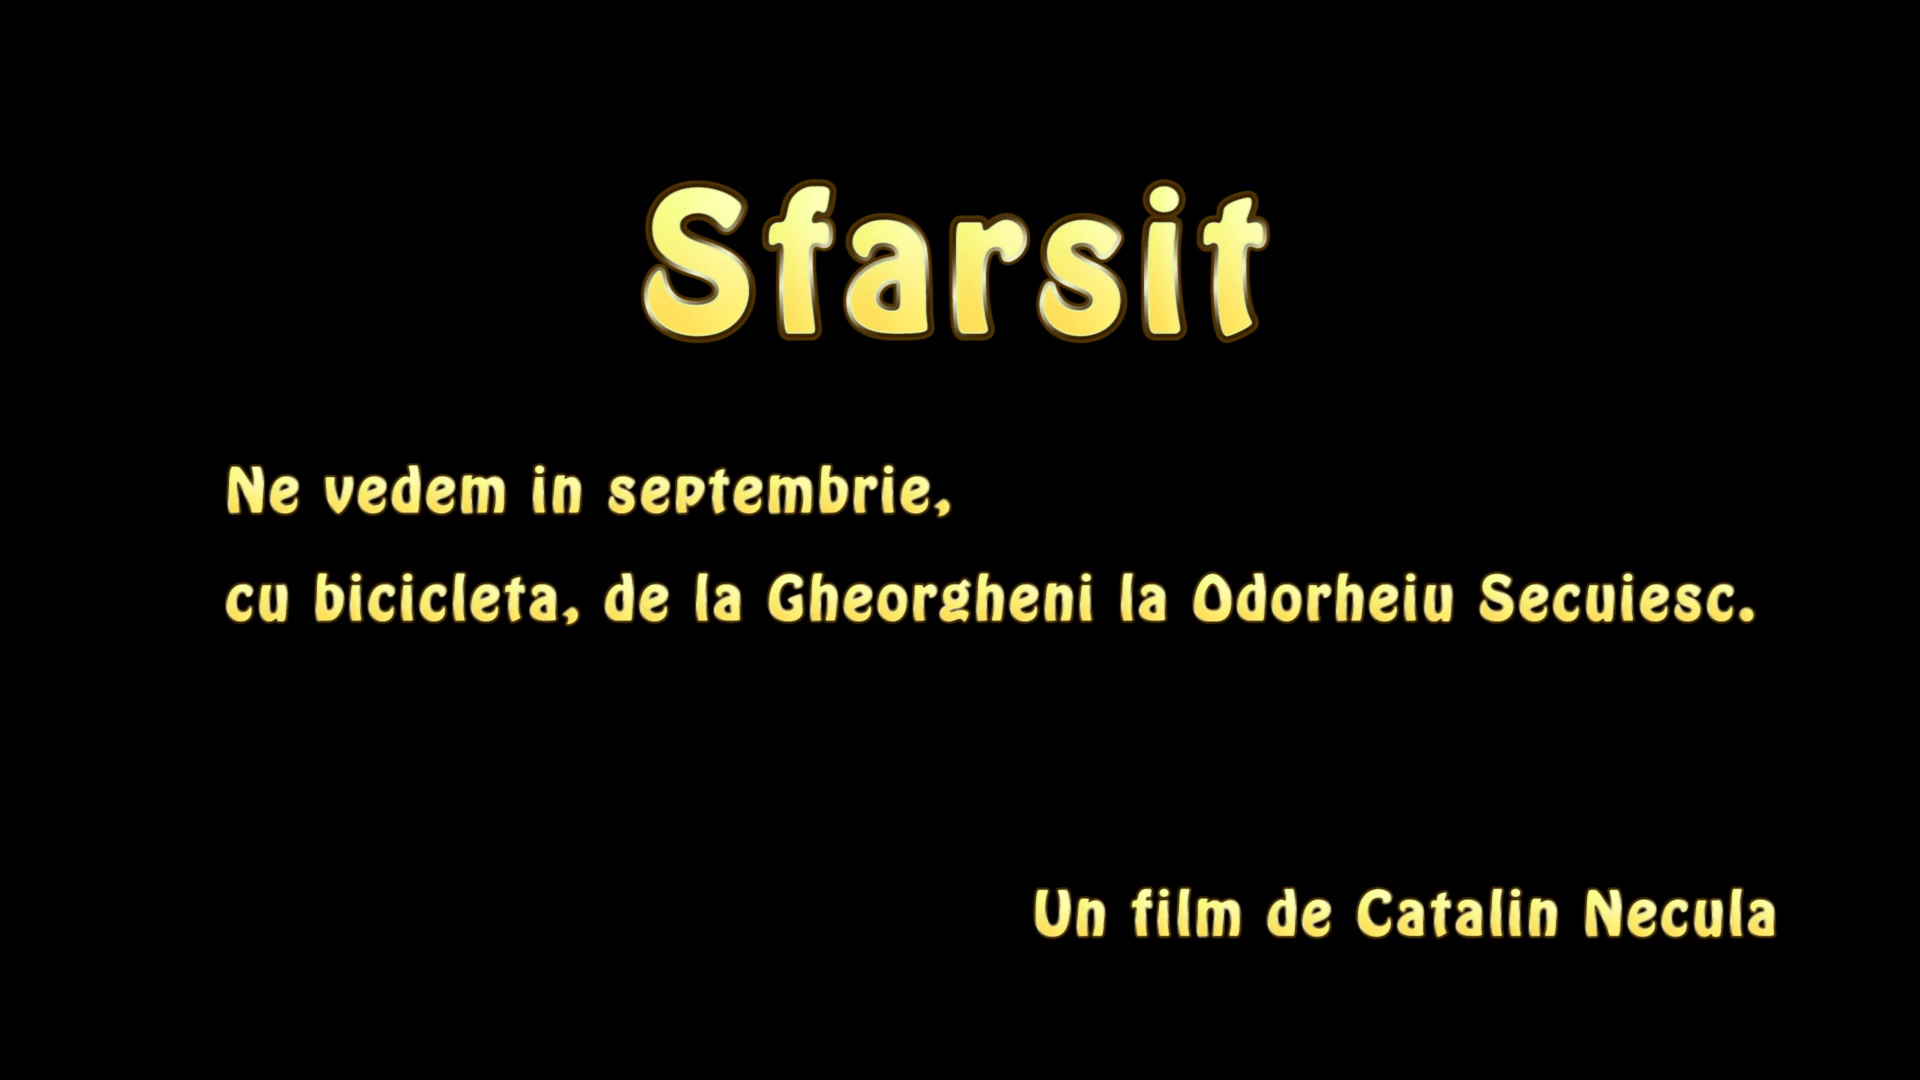 Sfarsit
Ne vedem in septembrie,
cu bicicleta, de la Gheorgheni la Odorheiu Secuiesc.
Un film de Catalin Necula